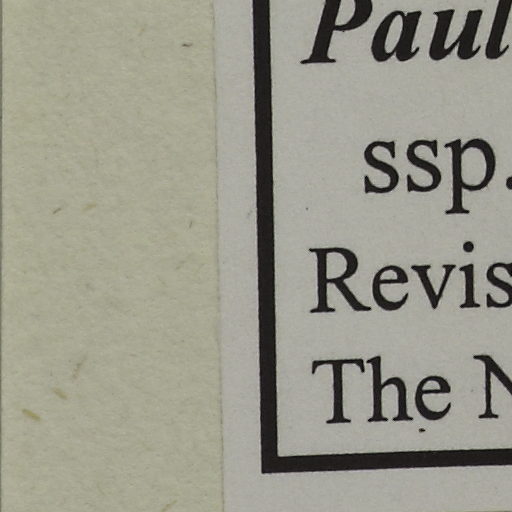 Paul
ssp.
Revis
The N